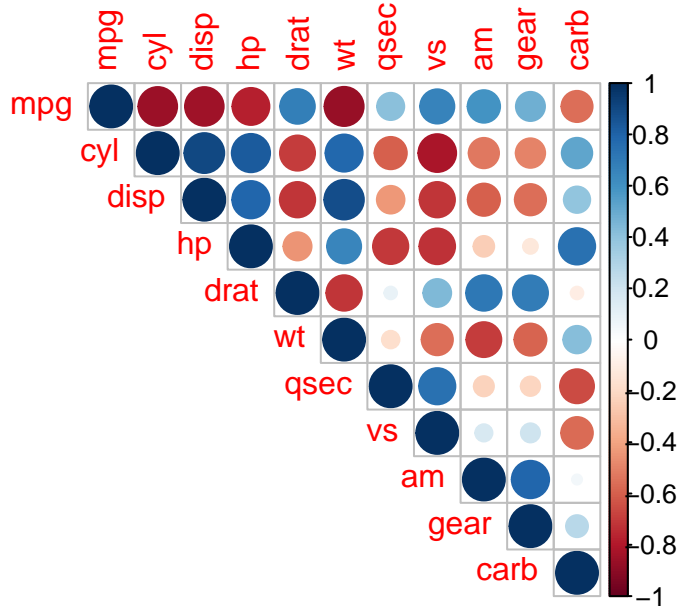 mpg cyl disp hp drat wt qsec vs am gear carb
mpg
cyl
disp
hp
drat
wt
qsec
vs
am
gear
carb
1
0.8
0.6
0.4
0.2
0
−0.2
−0.4
−0.6
−0.8
−1